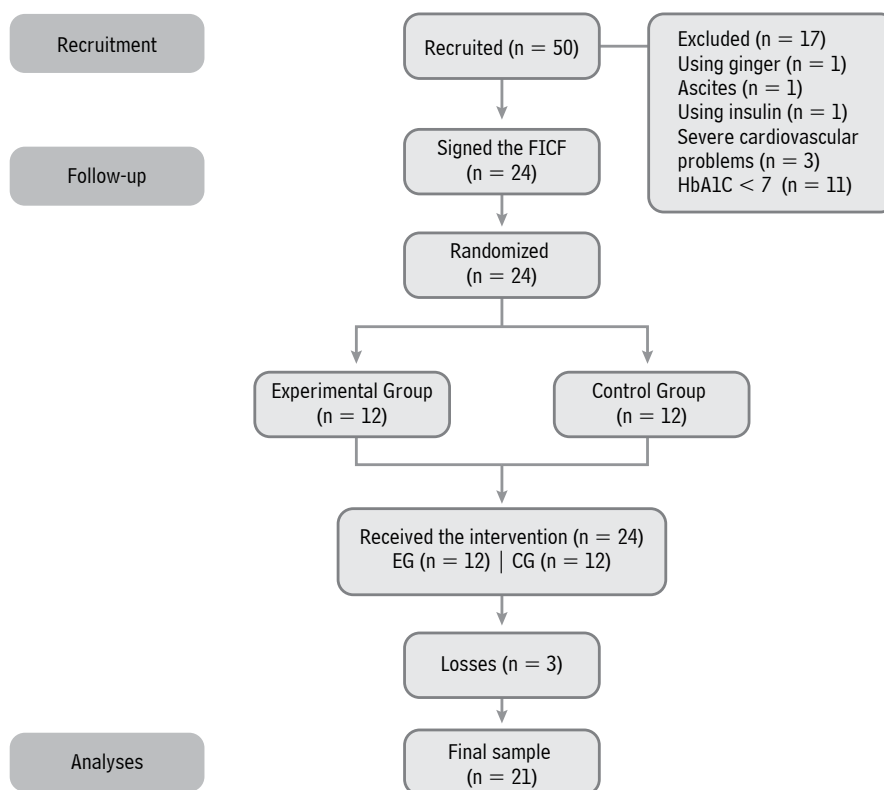 Recruitment
Recruited (n = 50)
Excluded (n = 17)
Using ginger (n = 1)
Ascites (n = 1)
Using insulin (n = 1)
Severe cardiovascular
problems (n = 3)
HbA1C < 7 (n = 11)
Follow-up
Signed the FICF
(n = 24)
Randomized
(n = 24)
Experimental Group
(n = 12)
Control Group
(n = 12)
Received the intervention (n = 24)
EG (n = 12) | CG (n = 12)
Losses (n = 3)
Analyses
Final sample
(n = 21)